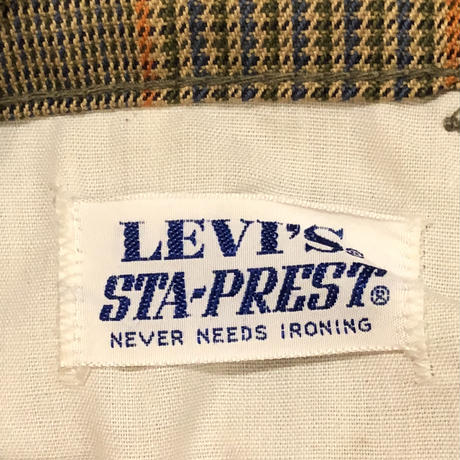 LEVI'S®
STA-PREST®
NEVER NEEDS IRONING